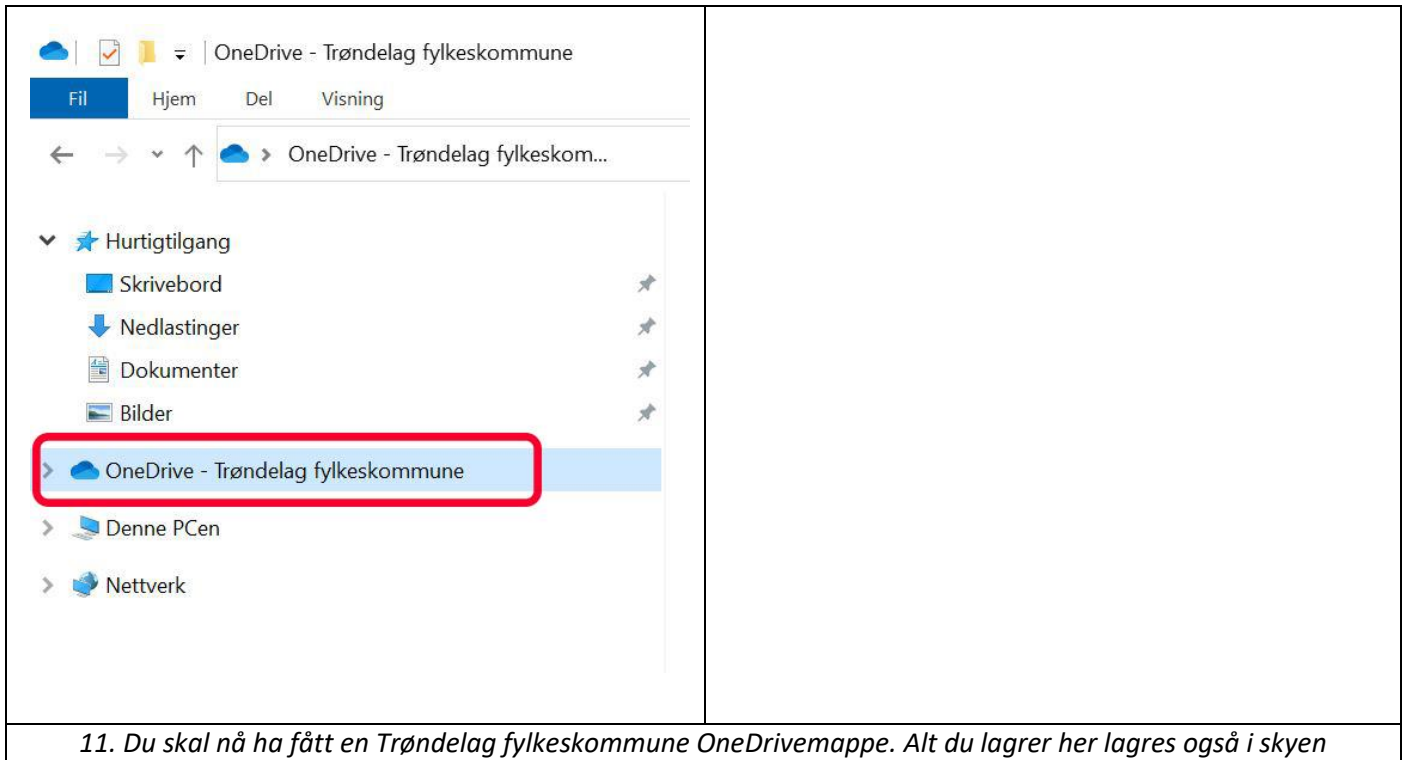 OneDrive - Trøndelag fylkeskommune
Fil Hjem Del Visning
OneDrive - Trøndelag fylkeskom...
Hurtigtilgang
Skrivebord
Nedlastinger
Dokumenter
Bilder
OneDrive - Trøndelag fylkeskommune
Denne PCen
Nettverk
11. Du skal nå ha fått en Trøndelag fylkeskommune OneDrivemappe. Alt du lagrer her lagres også i skyen